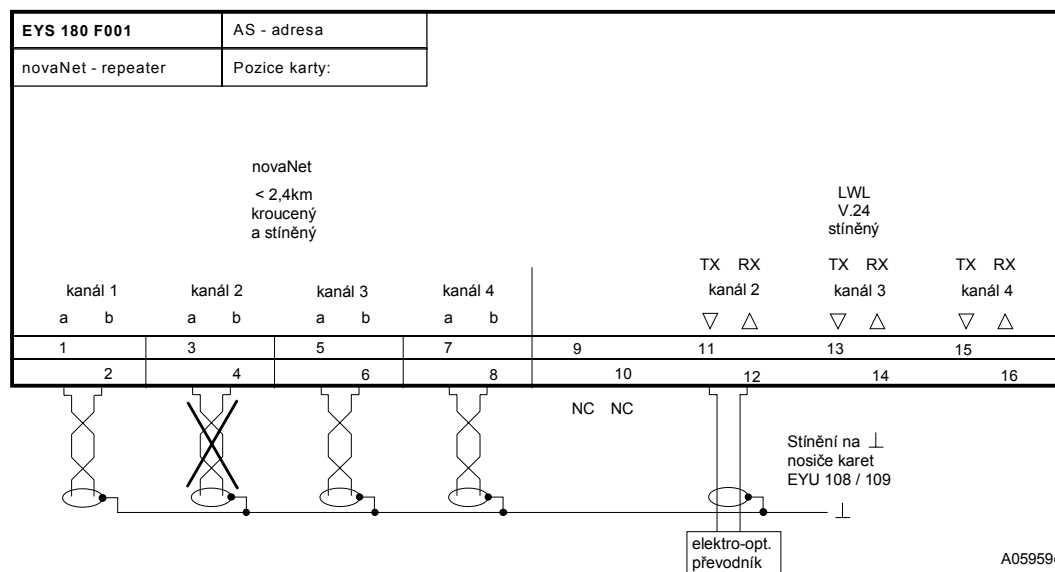 EYS 180 F001 AS - adresa
novaNet - repeater Pozice karty:
novaNet
< 2,4km
kroucený
a stíněný
LWL
V.24
stíněný
TX RX TX RX TX RX
kanál 1 kanál 2 kanál 3 kanál 4 kanál 2 kanál 3 kanál 4
a b a b a b a b
1 3 5 7 9 11 13 15
2 4 6 8 10 12 14 16
NC NC
Stínění na
nosiče karet
EYU 108 / 109
elektro-opt.
převodník